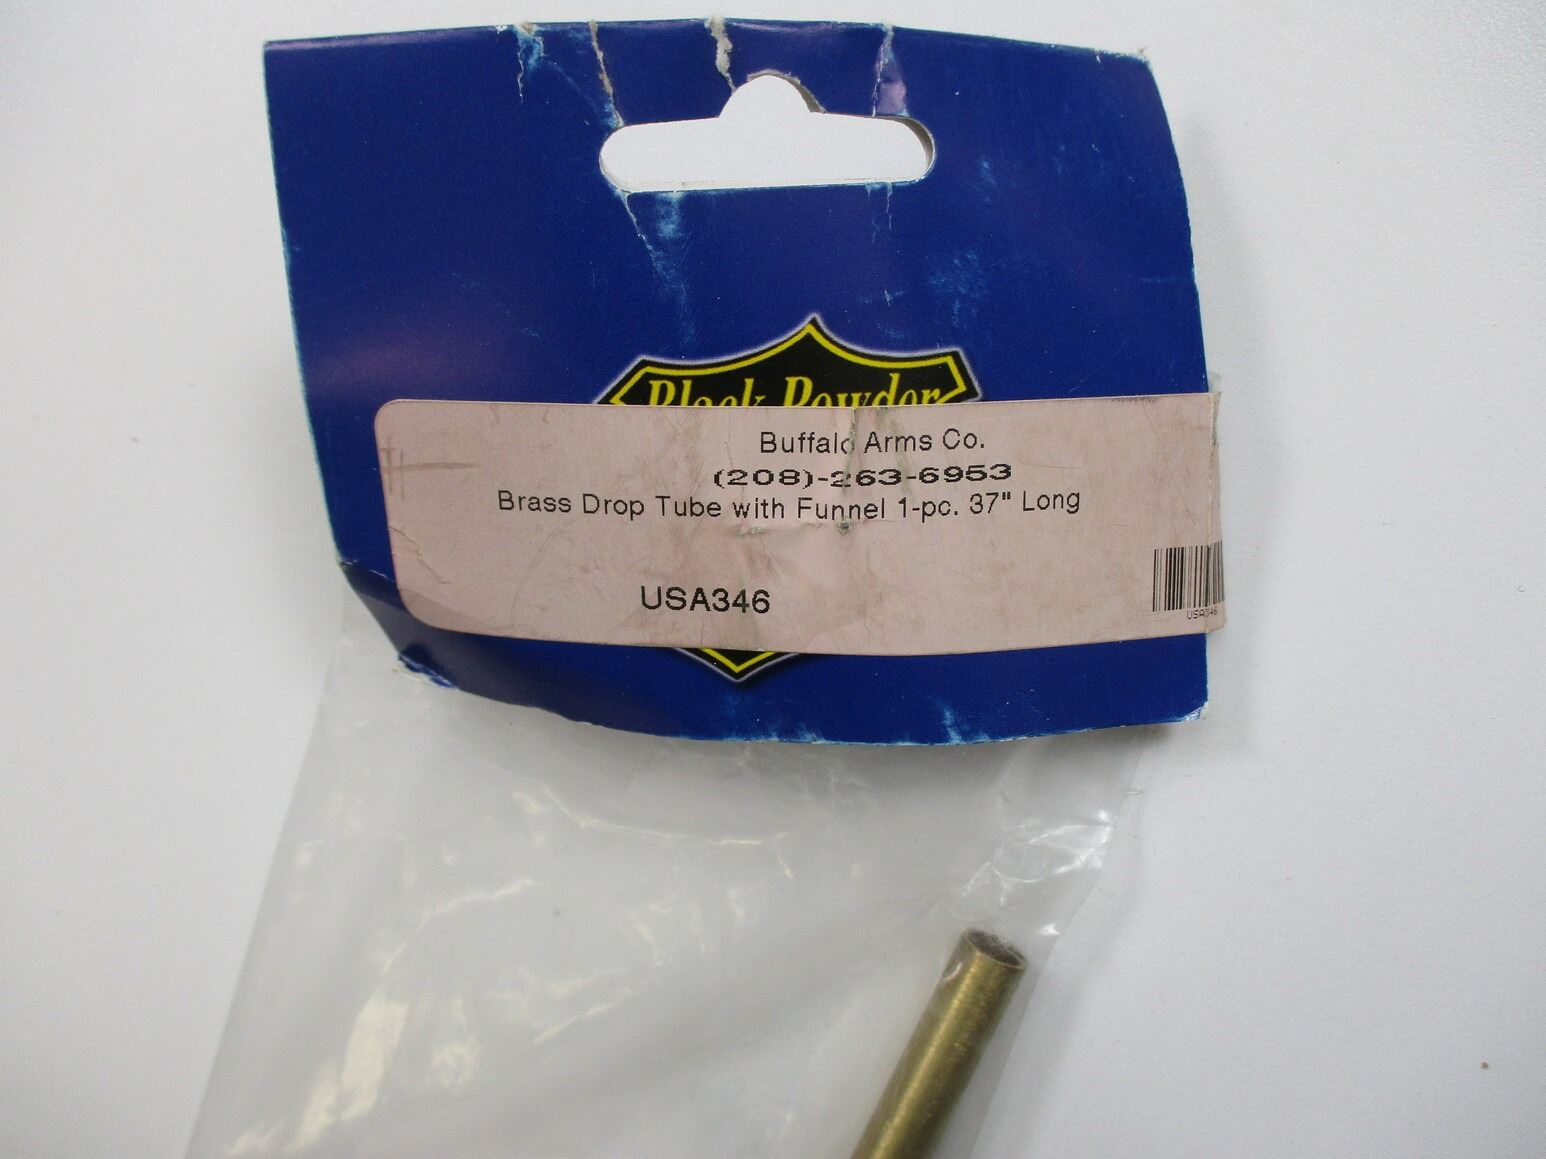 Black Powder
Buffalo Arms Co.
(208)-263-6953
Brass Drop Tube with Funnel 1-pc. 37" Long
USA346
USA346